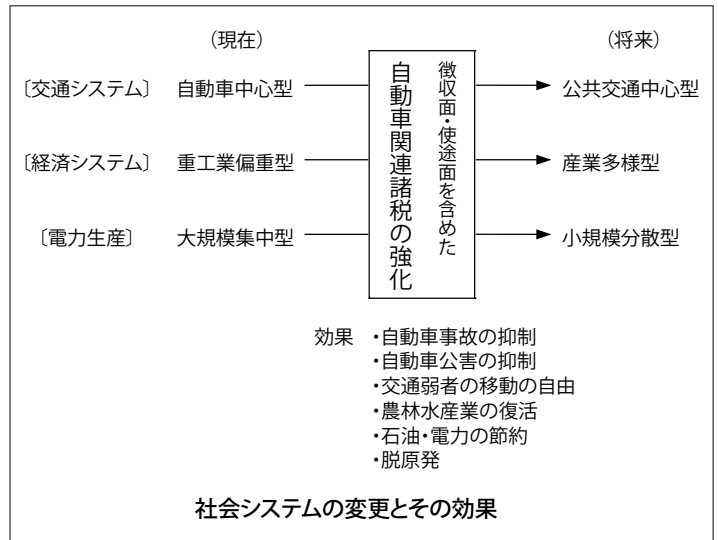 (現在) (将来)
〔交通システム〕 自動車中心型 公共交通中心型
〔経済システム〕 重工業偏重型 産業多様型
〔電力生産〕 大規模集中型 小規模分散型
徴収面・使途面を含めた
自動車関連諸税の強化
効果 ・自動車事故の抑制
・自動車公害の抑制
・交通弱者の移動の自由
・農林水産業の復活
・石油・電力の節約
・脱原発
社会システムの変更とその効果